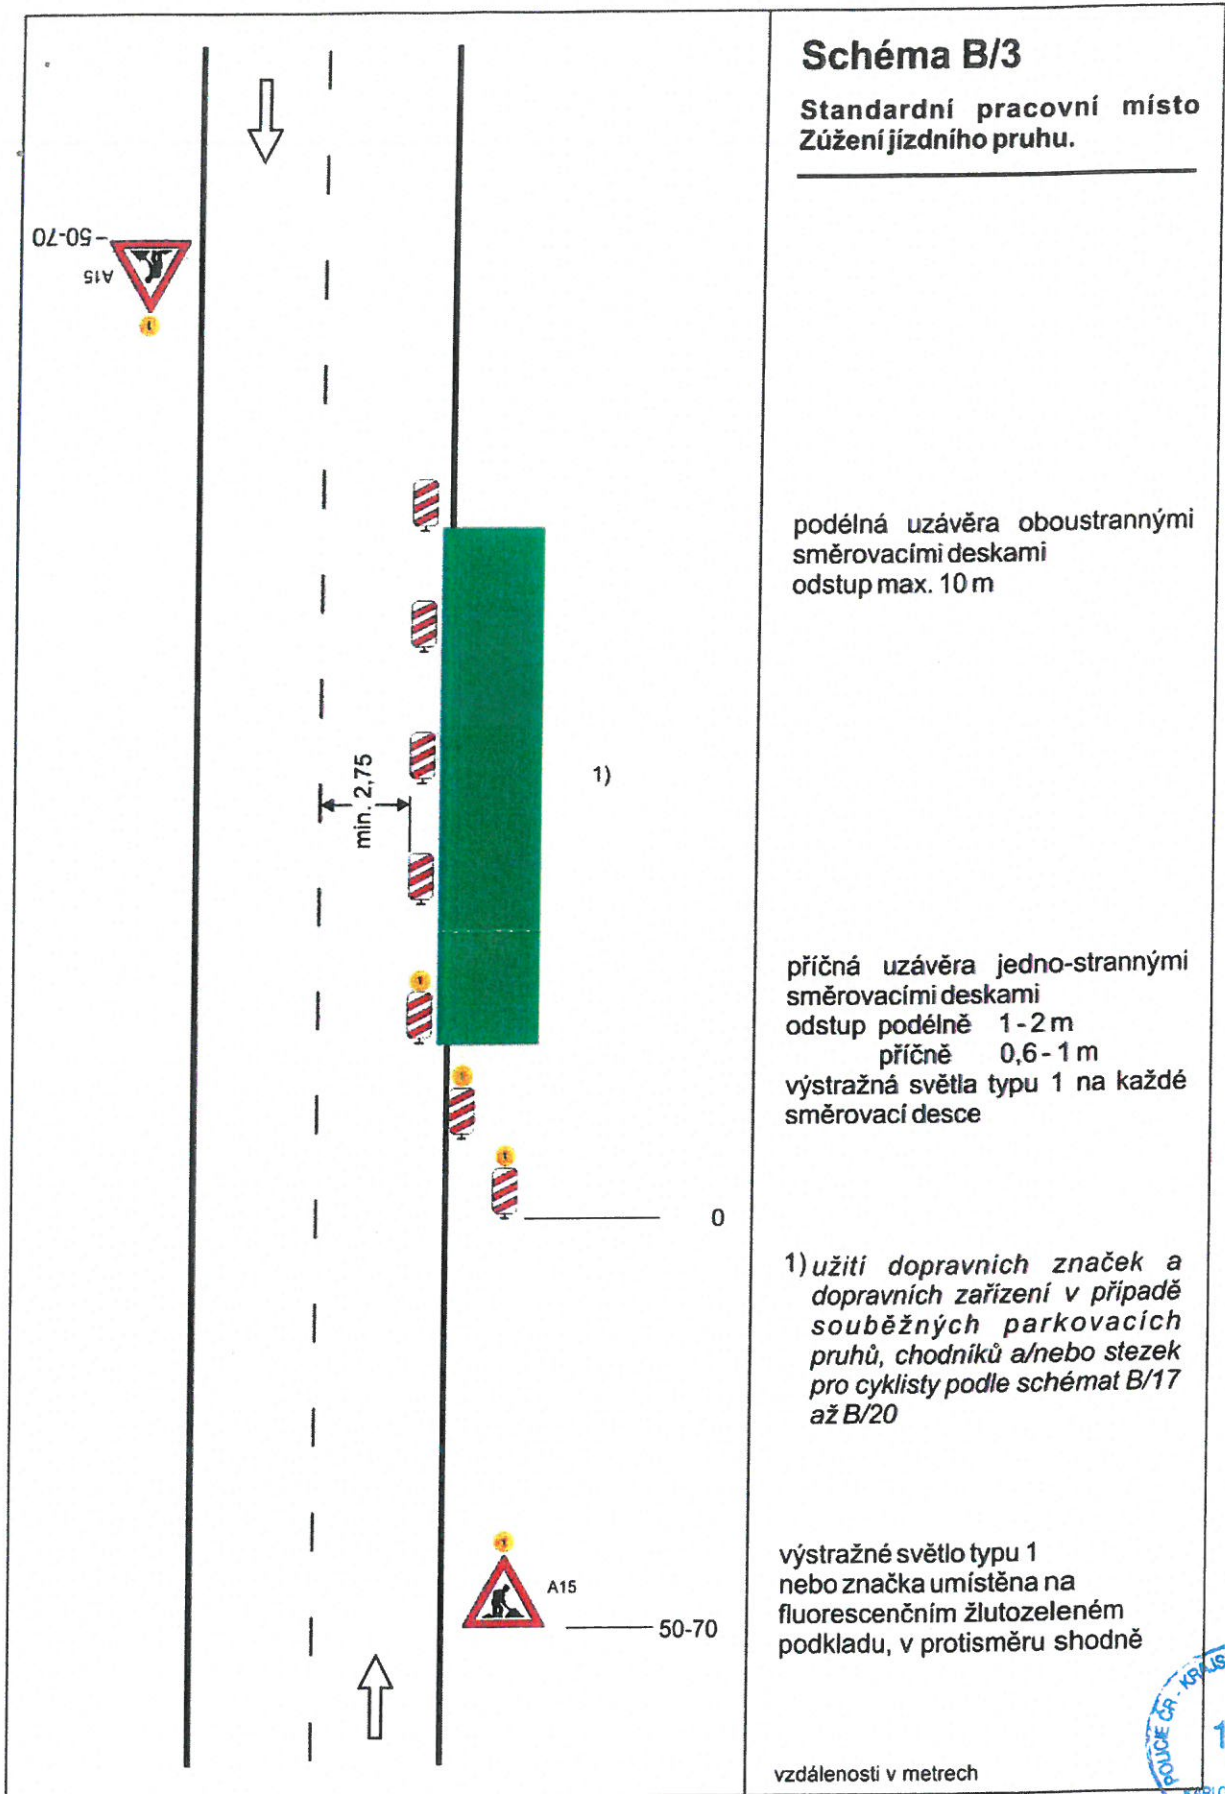 Schéma B/3
Standardní pracovní místo
Zúžení jízdního pruhu.
50-70
A15
podélná uzávěra oboustrannými
směrovacími deskami
odstup max. 10 m
min. 2,75
1)
příčná uzávěra jedno-strannými
směrovacími deskami
odstup podélně 1-2 m
příčně 0,6-1 m
výstražná světla typu 1 na každé
směrovací desce
0
1) užití dopravních značek a
dopravních zařízení v případě
souběžných parkovacích
pruhů, chodníků a/nebo stezek
pro cyklisty podle schémat B/17
až B/20
A15
50-70
výstražné světlo typu 1
nebo značka umístěna na
fluorescenčním žlutozeleném
podkladu, v protisměru shodně
vzdálenosti v metrech
POLICIE ČR - KRAJS
1